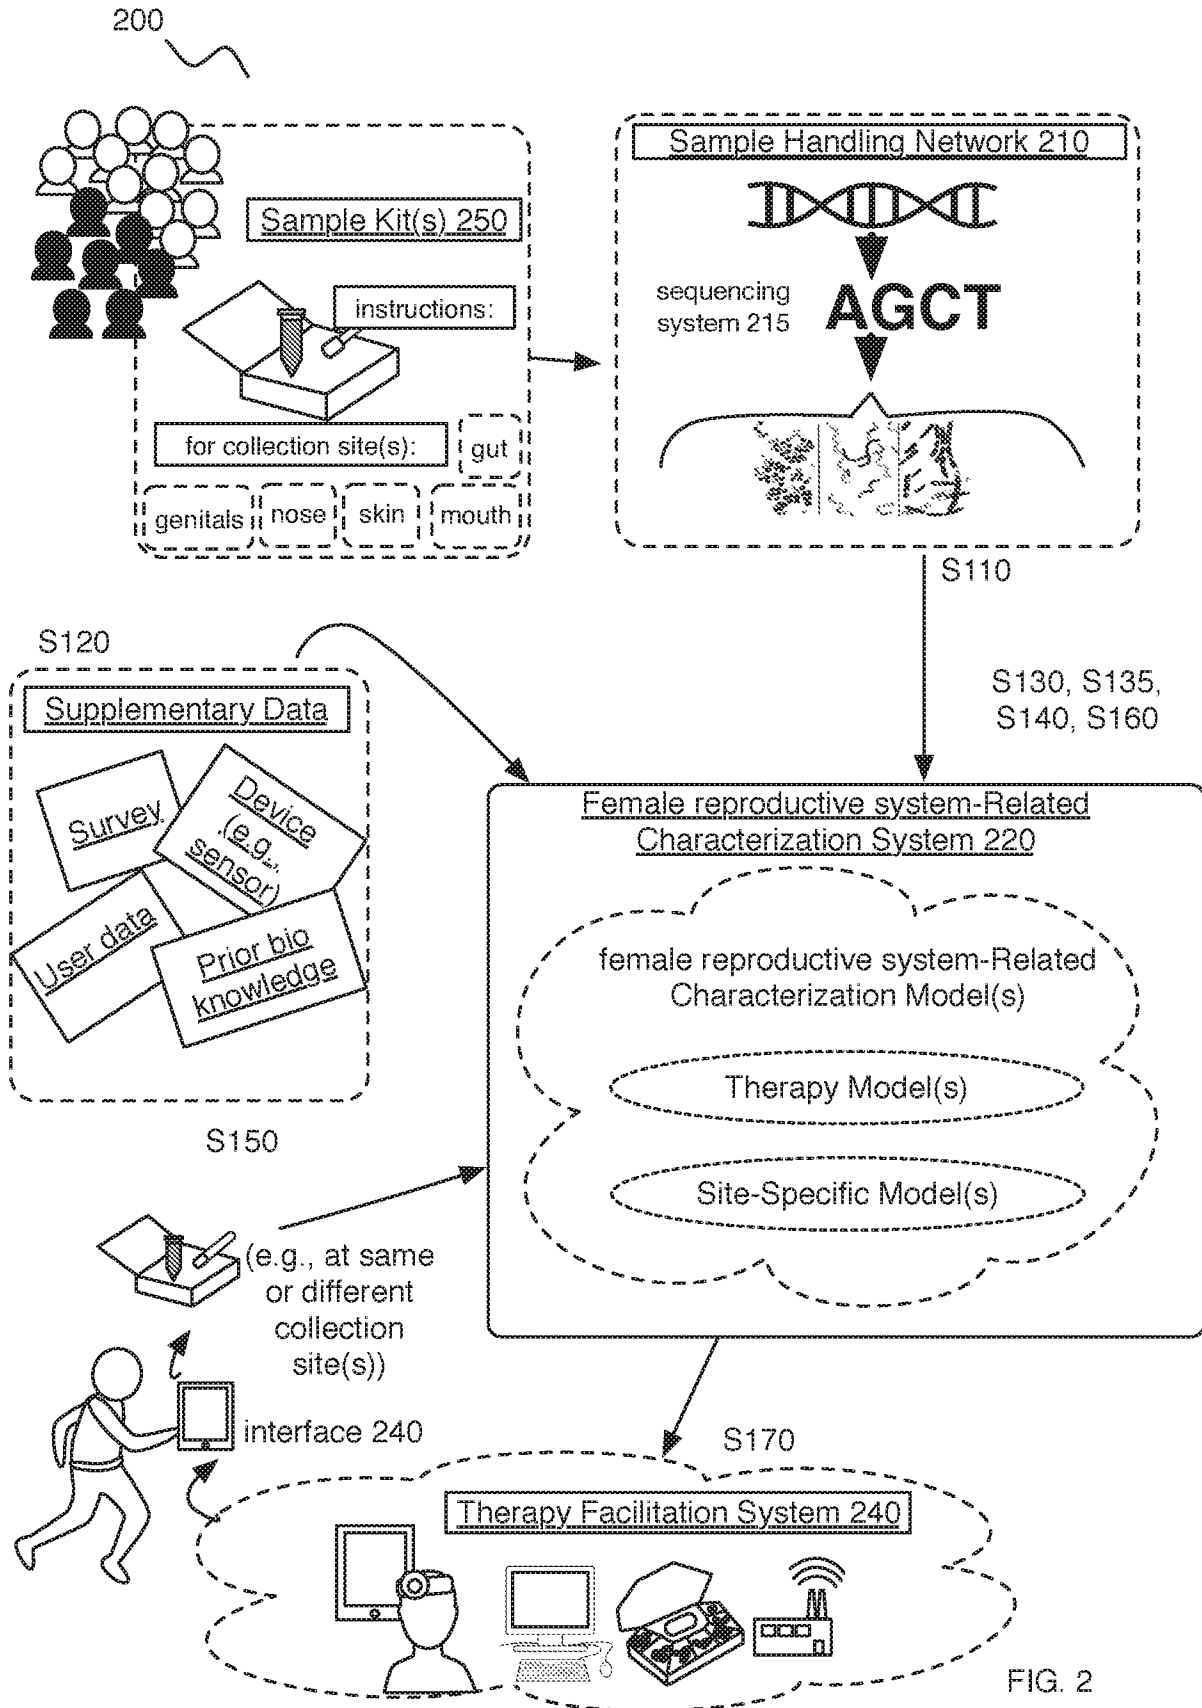 200
Sample Kit(s) 250
instructions:
for collection site(s):
gut
genitals
nose
skin
mouth
Sample Handling Network 210
sequencing
system 215
AGCT
S110
S120
Supplementary Data
Survey
Device
(e.g.,
sensor)
User data
Prior bio
knowledge
S130, S135,
S140, S160
Female reproductive system-Related
Characterization System 220
female reproductive system-Related
Characterization Model(s)
Therapy Model(s)
Site-Specific Model(s)
S150
(e.g., at same
or different
collection
site(s))
interface 240
S170
Therapy Facilitation System 240
FIG. 2